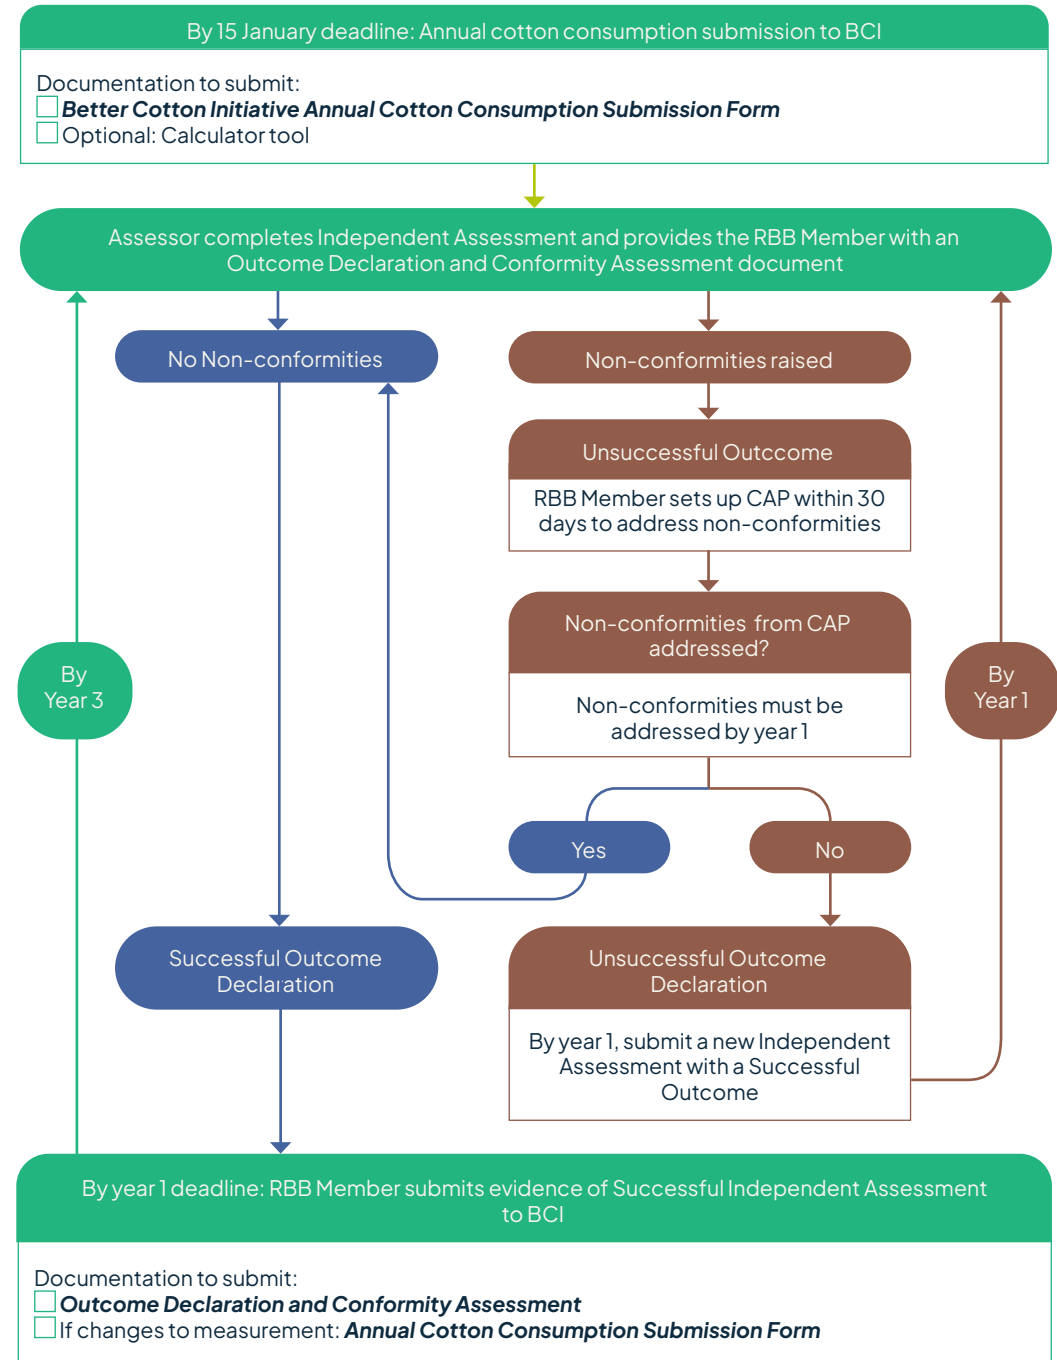 By 15 January deadline: Annual cotton consumption submission to BCI
Documentation to submit:
Better Cotton Initiative Annual Cotton Consumption Submission Form
Optional: Calculator tool
Assessor completes Independent Assessment and provides the RBB Member with an
Outcome Declaration and Conformity Assessment document
No Non-conformities
Non-conformities raised
Unsuccessful Outccome
RBB Member sets up CAP within 30
days to address non-conformities
Non-conformities from CAP
addressed?
Non-conformities must be
addressed by year 1
By
Year 3
By
Year 1
Yes
No
Successful Outcome
Declaration
Unsuccessful Outcome
Declaration
By year 1, submit a new Independent
Assessment with a Successful
Outcome
By year 1 deadline: RBB Member submits evidence of Successful Independent Assessment
to BCI
Documentation to submit:
Outcome Declaration and Conformity Assessment
If changes to measurement: Annual Cotton Consumption Submission Form